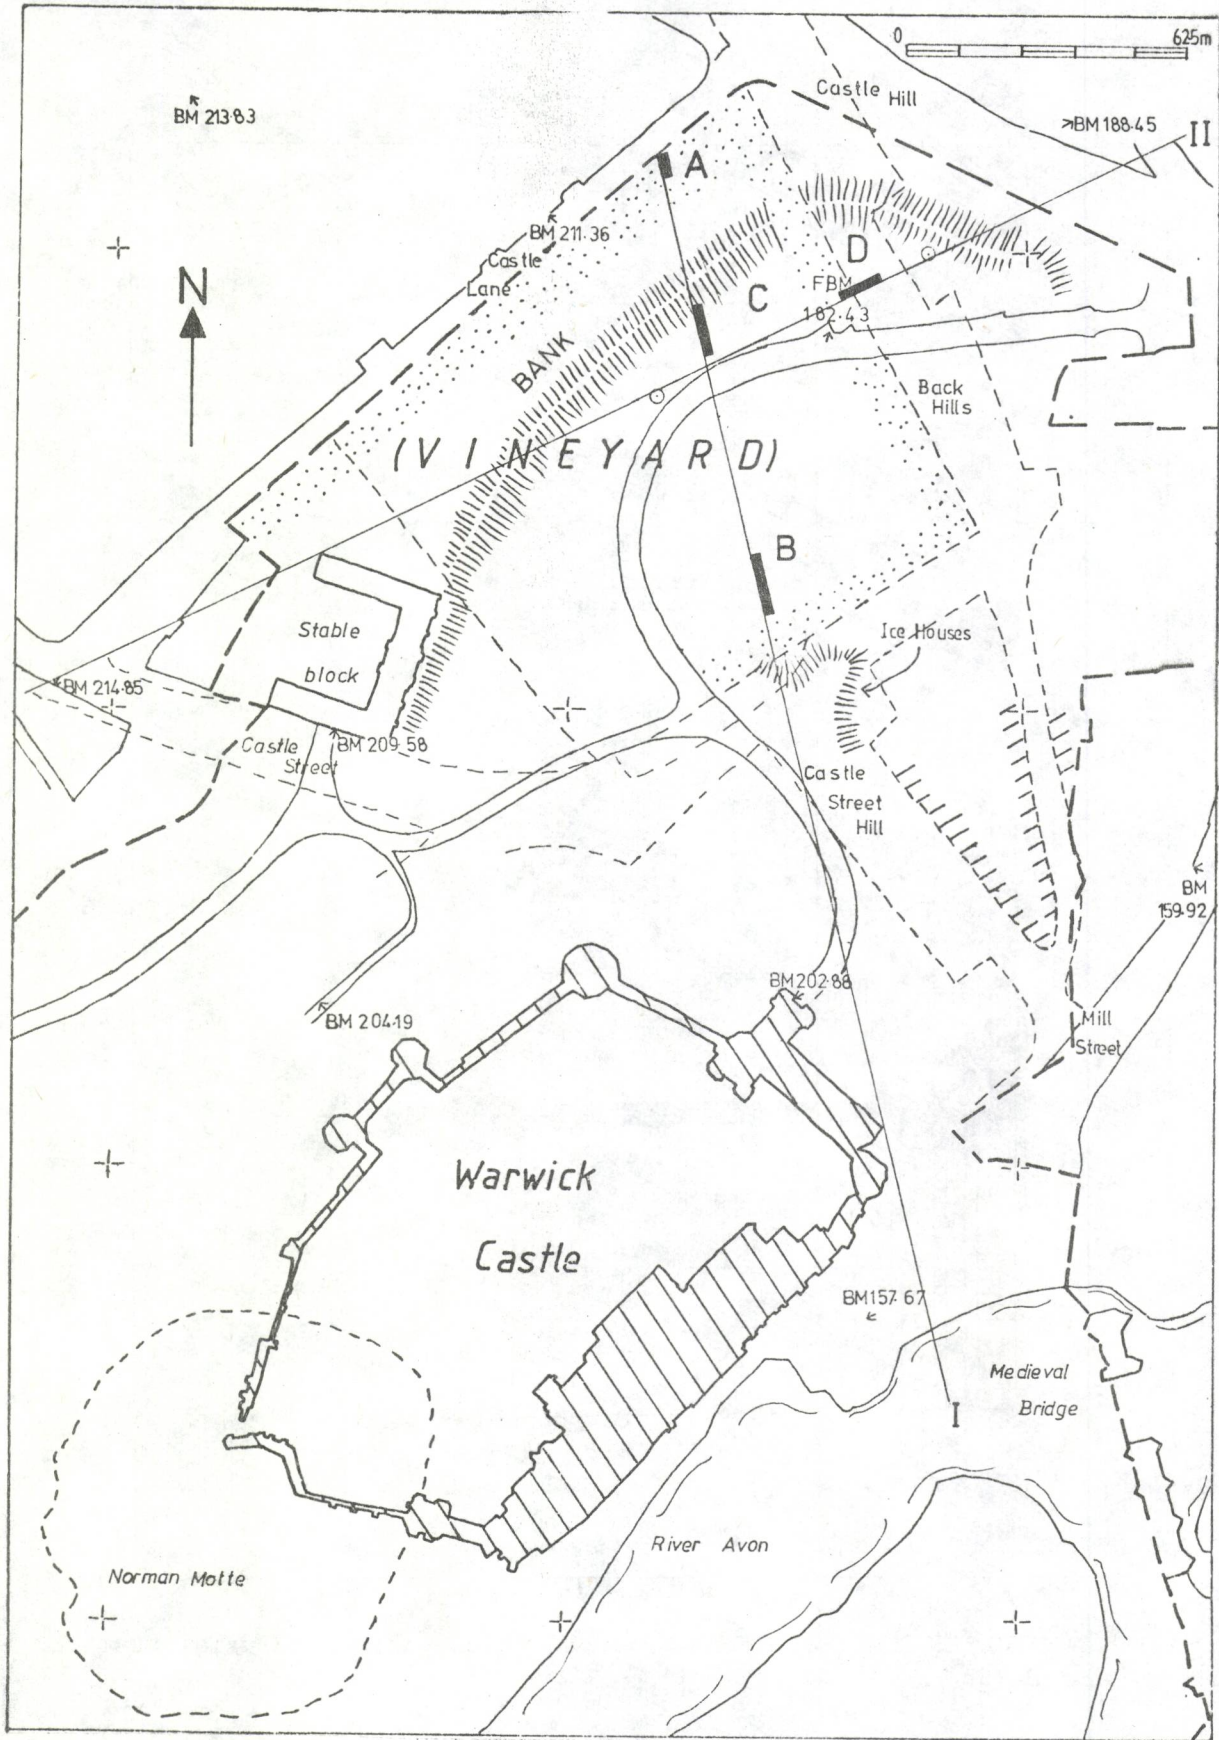 0 625m
Castle Hill
BM 213·83
BM 188·45
II
A
BM 211·36
Castle
Lane
N
D
FBM
182·43
C
BANK
Back
Hills
(VINEYARD)
B
Ice Houses
Stable
block
BM 214·85
Castle
Street
BM 209·58
Castle
Street
Hill
BM
159·92
BM 202·88
BM 204·19
Mill
Street
Warwick
Castle
BM 157·67
Medieval
Bridge
I
River Avon
Norman Motte